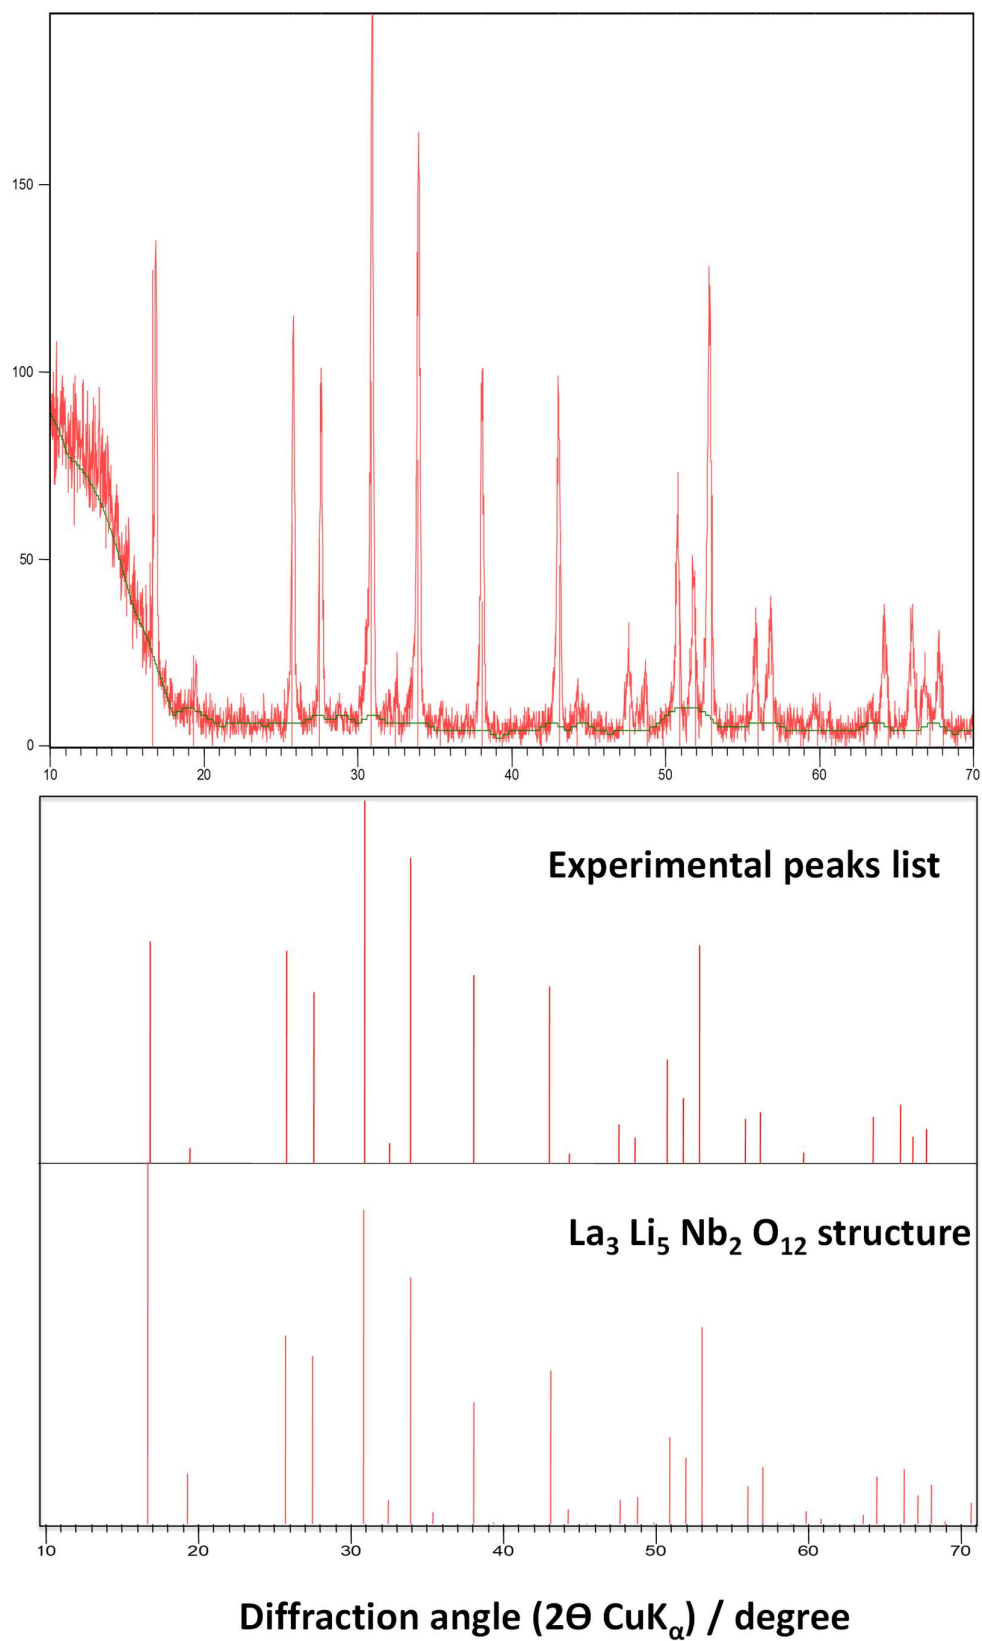 150
100
50
0
10 20 30 40 50 60 70
Experimental peaks list
La3 Li5 Nb2 O12 structure
10 20 30 40 50 60 70
Diffraction angle (2Θ CuKα) / degree